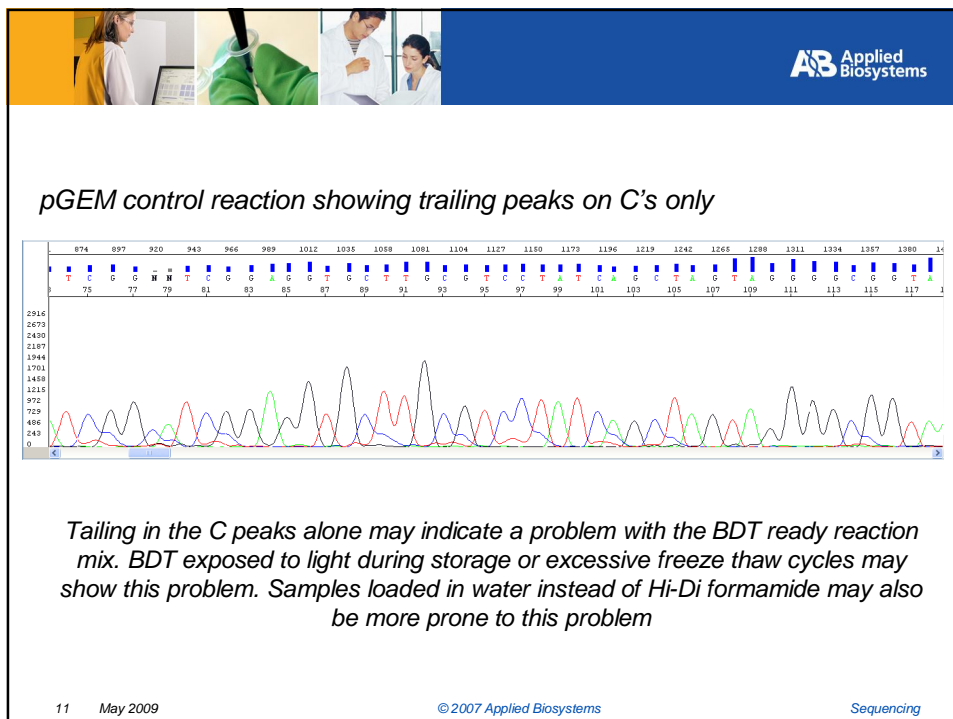 AB Applied
Biosystems
pGEM control reaction showing trailing peaks on C's only
874 897 920 943 966 989 1012 1035 1058 1081 1104 1127 1150 1173 1196 1219 1242 1265 1288 1311 1334 1357 1380 14
T C G G N N T C G G A G G T G C T T G C G T C C T A T C A G C T A G T A G G G G C G G T A
75 77 79 81 83 85 87 89 91 93 95 97 99 101 103 105 107 109 111 113 115 117 1
2916
2673
2430
2187
1944
1701
1458
1215
972
729
486
243
0
Tailing in the C peaks alone may indicate a problem with the BDT ready reaction
mix. BDT exposed to light during storage or excessive freeze thaw cycles may
show this problem. Samples loaded in water instead of Hi-Di formamide may also
be more prone to this problem
11 May 2009 © 2007 Applied Biosystems Sequencing